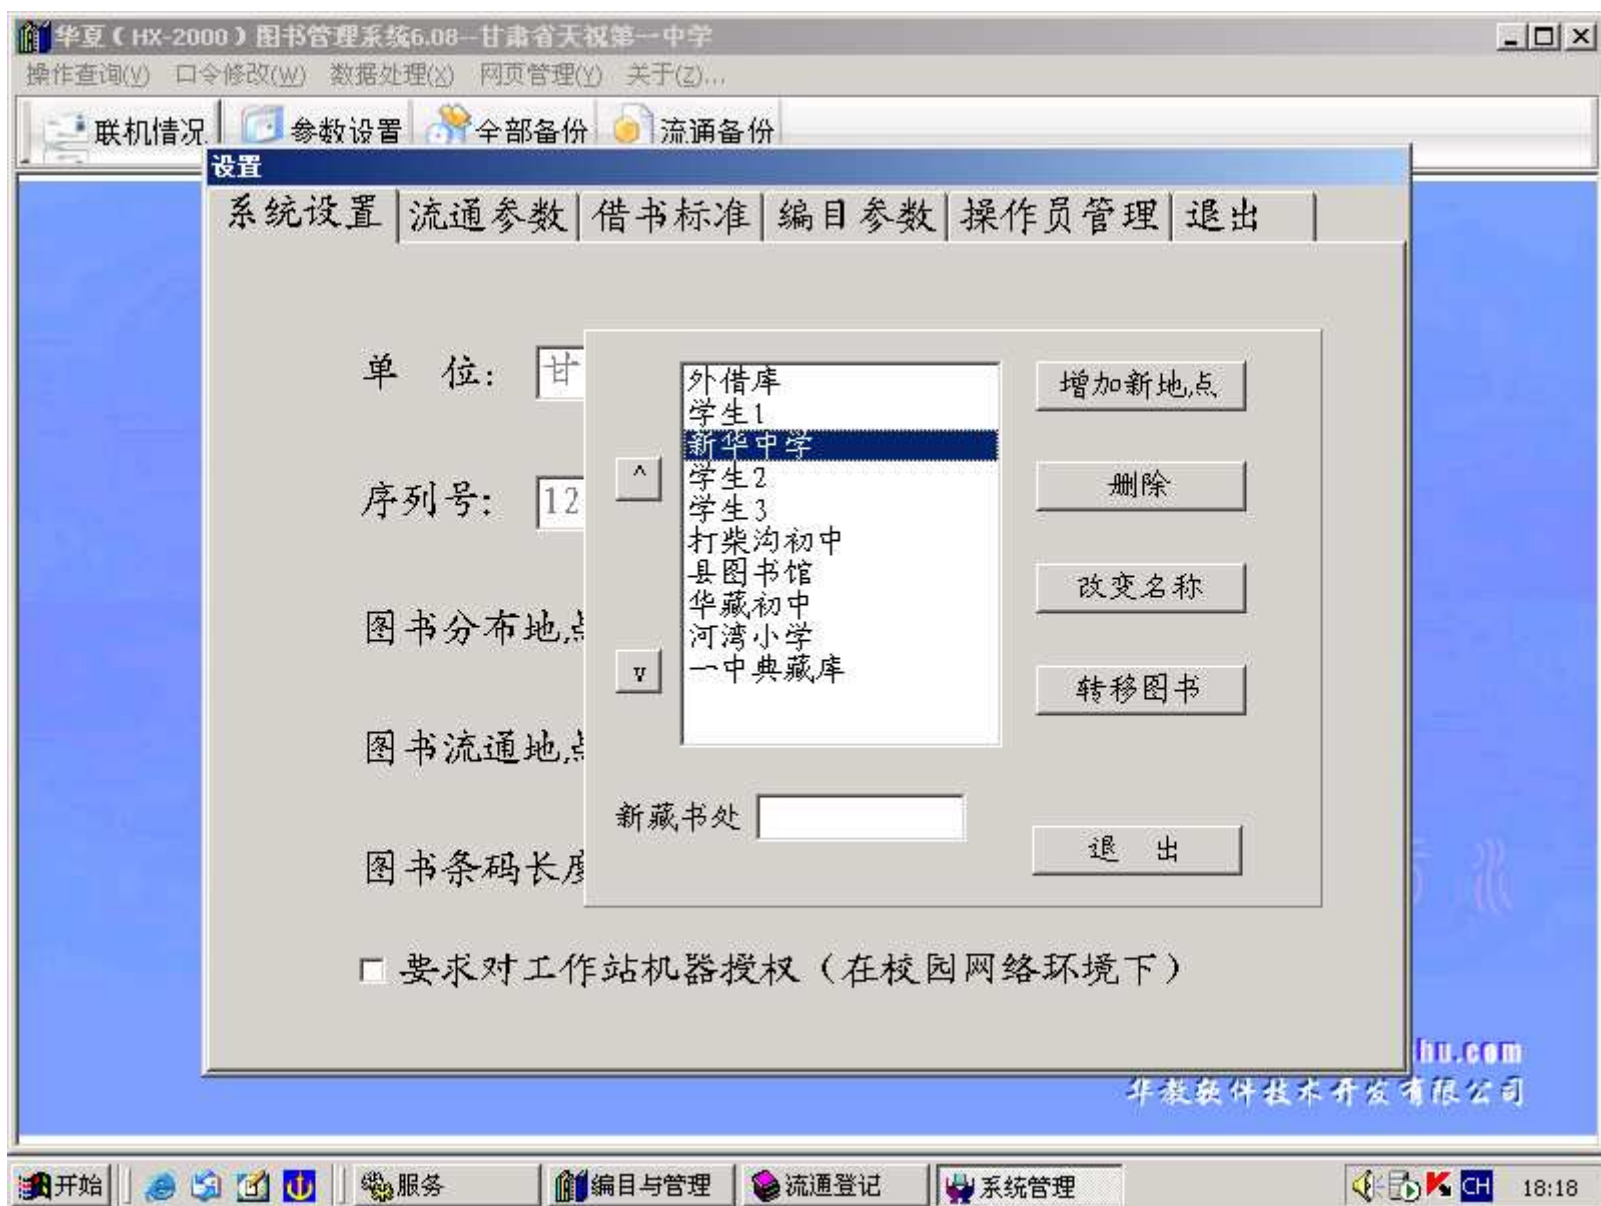 华夏(HX-2000)图书管理系统6.08--甘肃省天祝第一中学
操作查询(V) 口令修改(W) 数据处理(X) 网页管理(Y) 关于(Z)...
联机情况 参数设置 全部备份 流通备份
设置
系统设置 流通参数 借书标准 编目参数 操作员管理 退出
单 位: 甘
序列号: 12
图书分布地点
图书流通地点
图书条码长度
外借库
学生1
新华中学
学生2
学生3
打柴沟初中
县图书馆
华藏初中
河湾小学
一中典藏库
^
v
增加新地点
删除
改变名称
转移图书
新藏书处
退 出
要求对工作站机器授权(在校园网络环境下)
hu.com
华教软件技术开发有限公司
开始 服务 编目与管理 流通登记 系统管理 CH 18:18